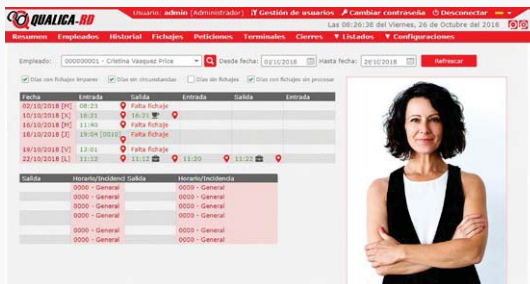 QUALICA-RD
Usuario: admin (Administrador) Gestión de usuarios Cambiar contraseña Desconectar
Las 08:26:38 del Viernes, 26 de Octubre del 2018
Resumen Empleados Historial Fichajes Peticiones Terminales Cierres ▼ Listados ▼ Configuraciones
Empleado: 000000001 - Cristina Vasquez Price Desde fecha: 01/10/2018 Hasta fecha: 26/10/2018 Refrescar
Días con fichajes impares Días sin circunstancias Días sin fichajes Días con fichajes sin procesar
Fecha Entrada Salida Entrada Salida Entrada
02/10/2018 [M] 08:23 Falta fichaje
10/10/2018 [X] 16:21 16:21
16/10/2018 [M] 11:40 Falta fichaje
18/10/2018 [J] 19:04 [0010] Falta fichaje
19/10/2018 [V] 13:01 Falta fichaje
22/10/2018 [L] 11:12 11:12 11:20 11:22
Salida Horario/Incidenci Salida Horario/Incidencia
0000 - General 0000 - General
0000 - General 0000 - General
0000 - General 0000 - General
0000 - General 0000 - General
0000 - General 0000 - General
0000 - General 0000 - General